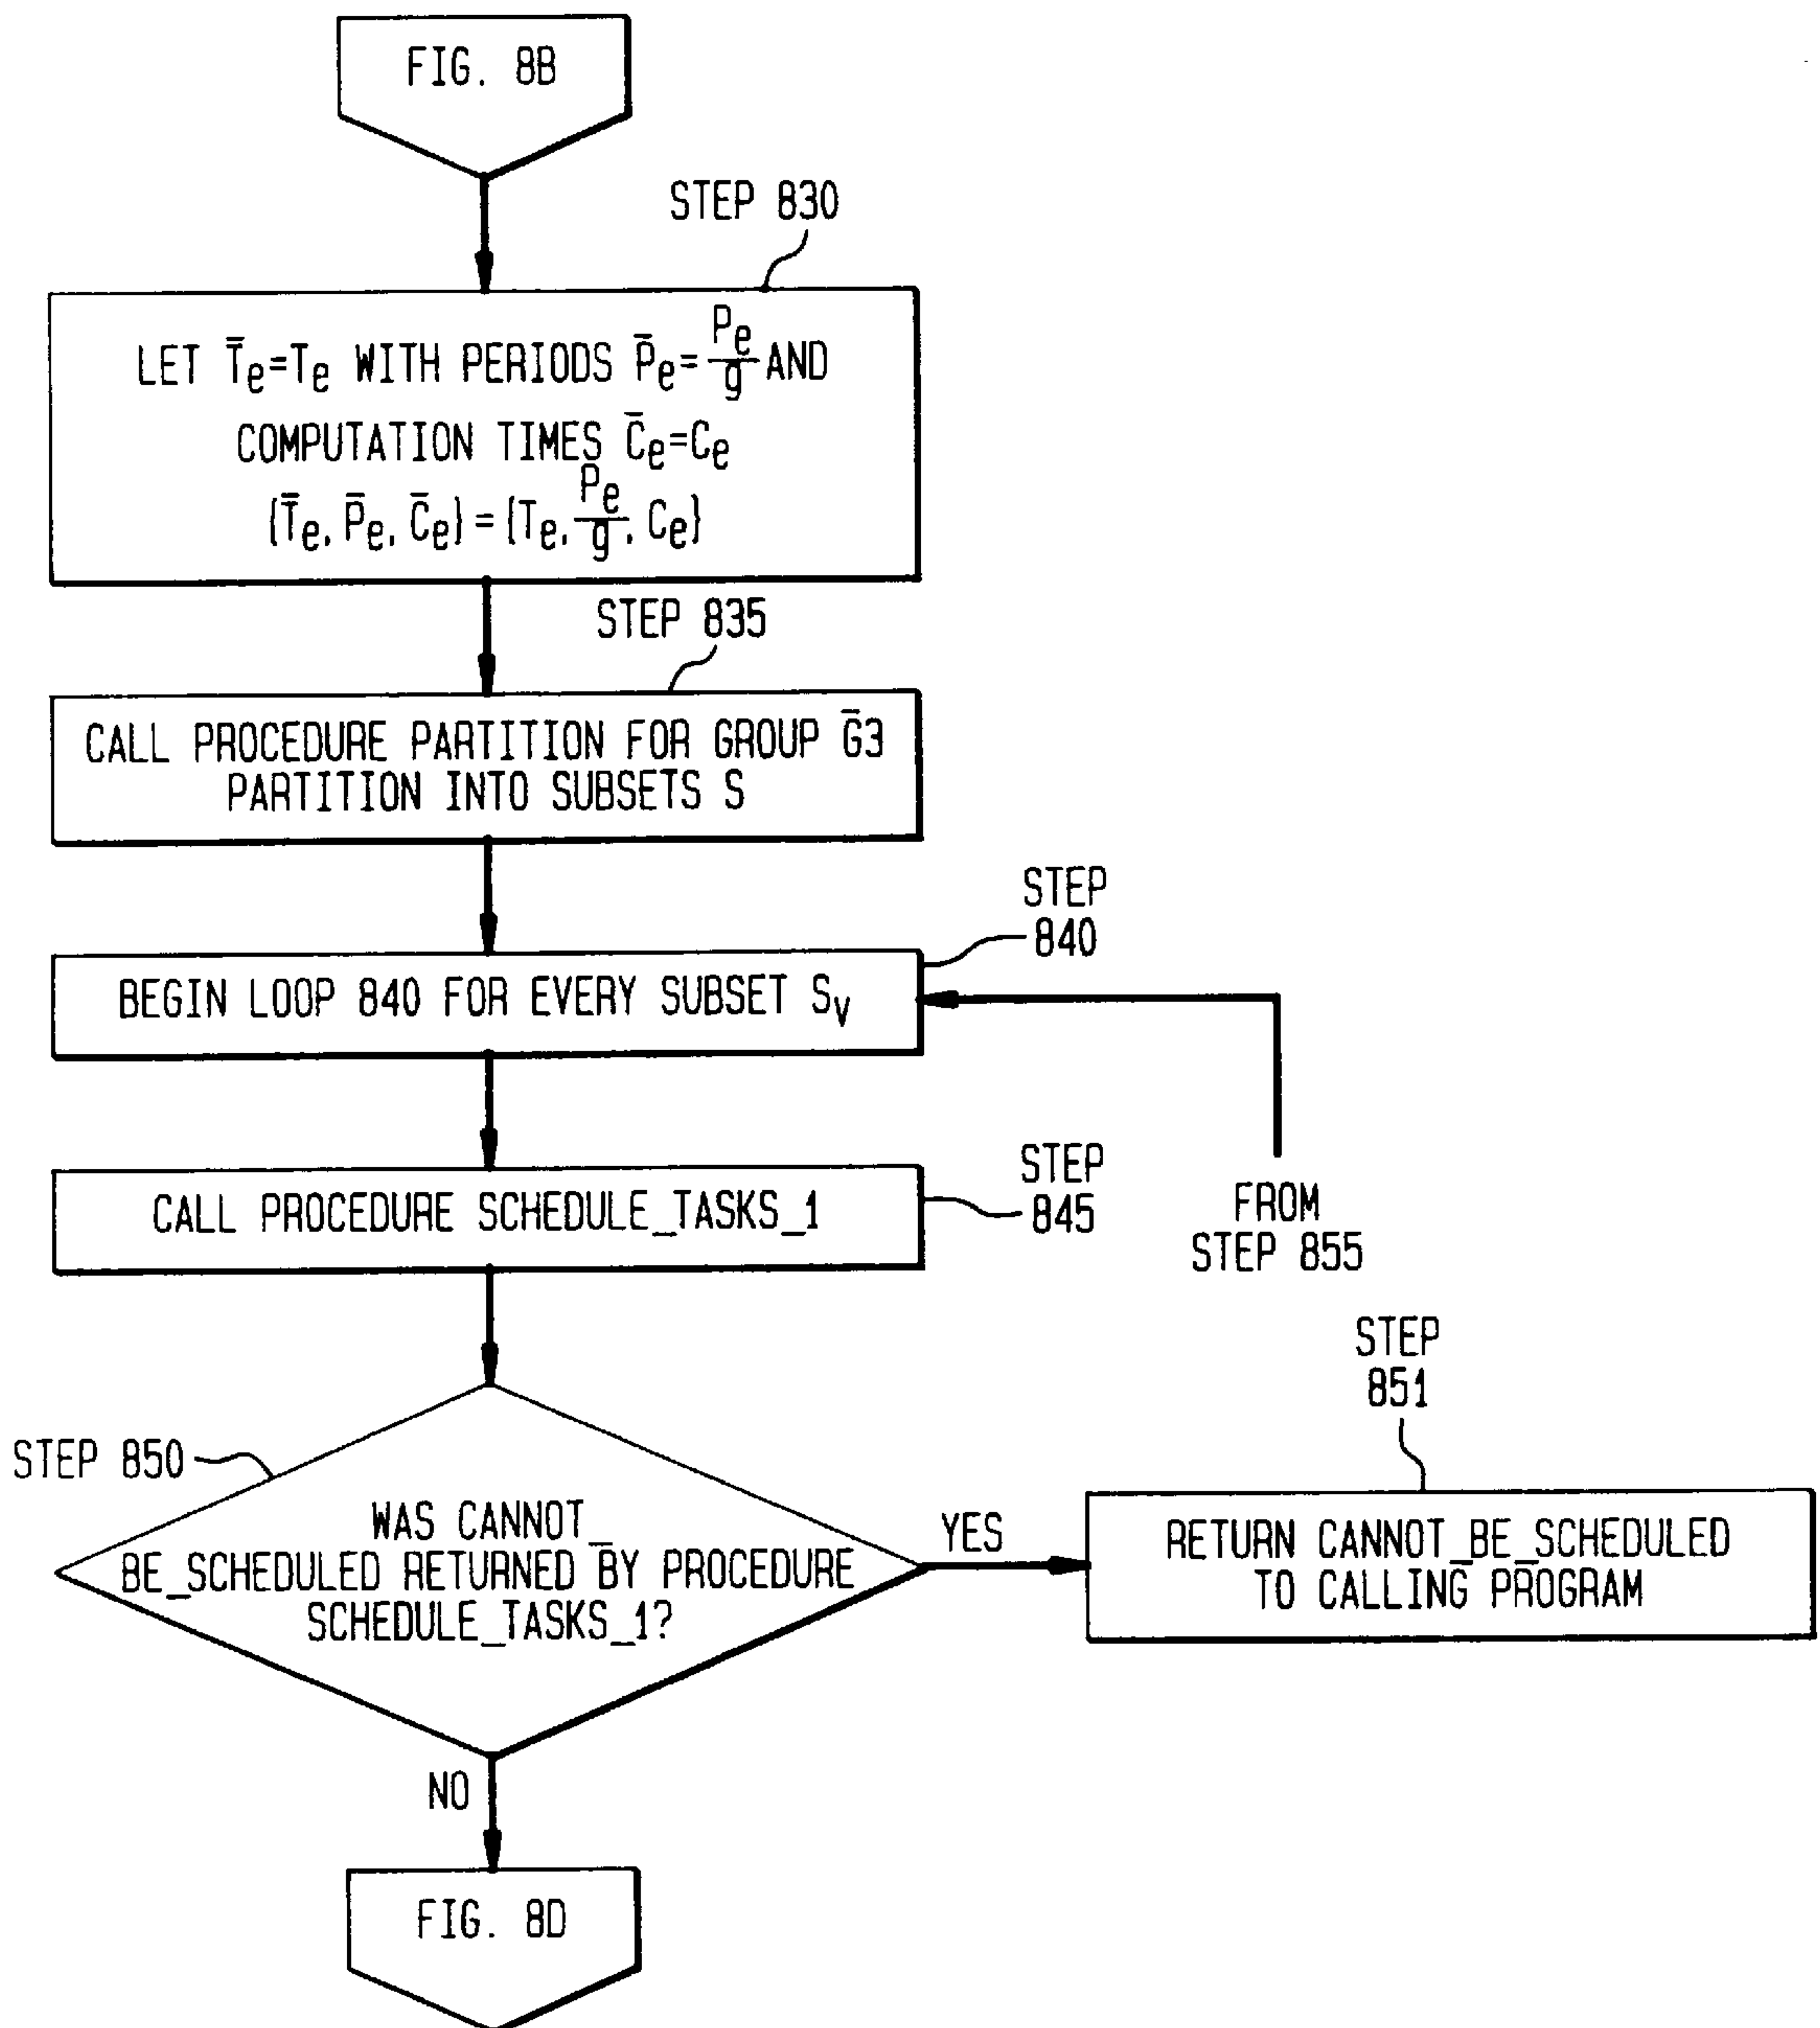 FIG. 8B
STEP 830
LET T̄e=Te WITH PERIODS P̄e=Pe/g AND
COMPUTATION TIMES C̄e=Ce
{T̄e, P̄e, C̄e} = {Te, Pe/g, Ce}
STEP 835
CALL PROCEDURE PARTITION FOR GROUP Ḡ3
PARTITION INTO SUBSETS S
STEP
840
BEGIN LOOP 840 FOR EVERY SUBSET Sv
STEP
845
CALL PROCEDURE SCHEDULE_TASKS_1
FROM
STEP 855
STEP
851
STEP 850
WAS CANNOT_
BE_SCHEDULED RETURNED BY PROCEDURE
SCHEDULE_TASKS_1?
YES
RETURN CANNOT_BE_SCHEDULED
TO CALLING PROGRAM
NO
FIG. 8D